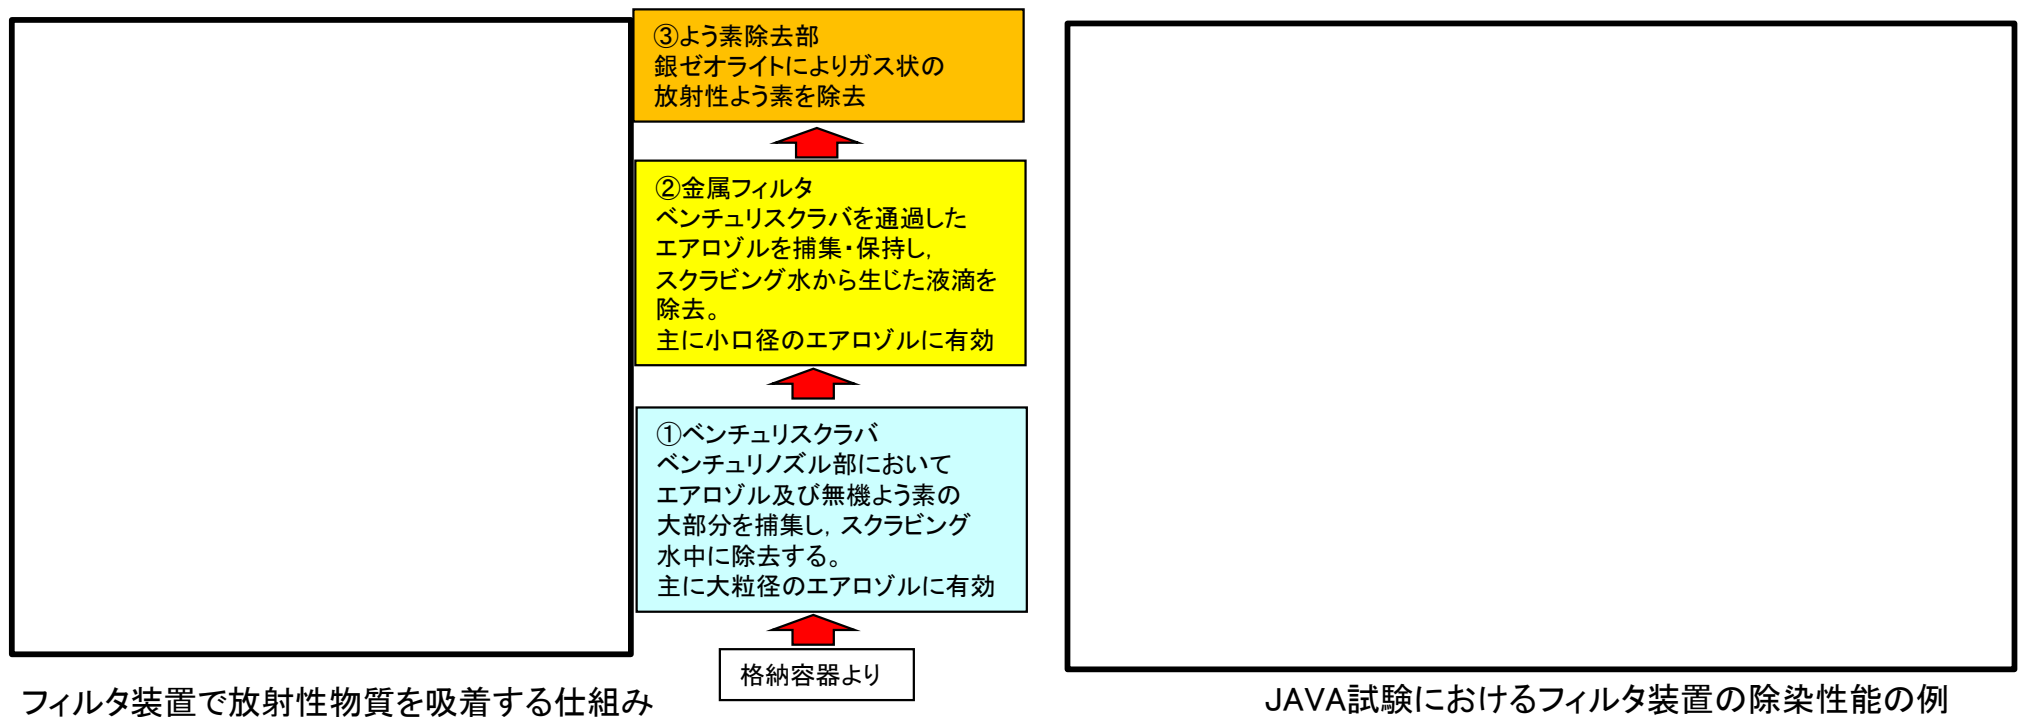 ③よう素除去部
銀ゼオライトによりガス状の
放射性よう素を除去
②金属フィルタ
ベンチュリスクラバを通過した
エアロゾルを捕集・保持し,
スクラビング水から生じた液滴を
除去。
主に小口径のエアロゾルに有効
①ベンチュリスクラバ
ベンチュリノズル部において
エアロゾル及び無機よう素の
大部分を捕集し, スクラビング
水中に除去する。
主に大粒径のエアロゾルに有効
格納容器より
フィルタ装置で放射性物質を吸着する仕組み
JAVA試験におけるフィルタ装置の除染性能の例